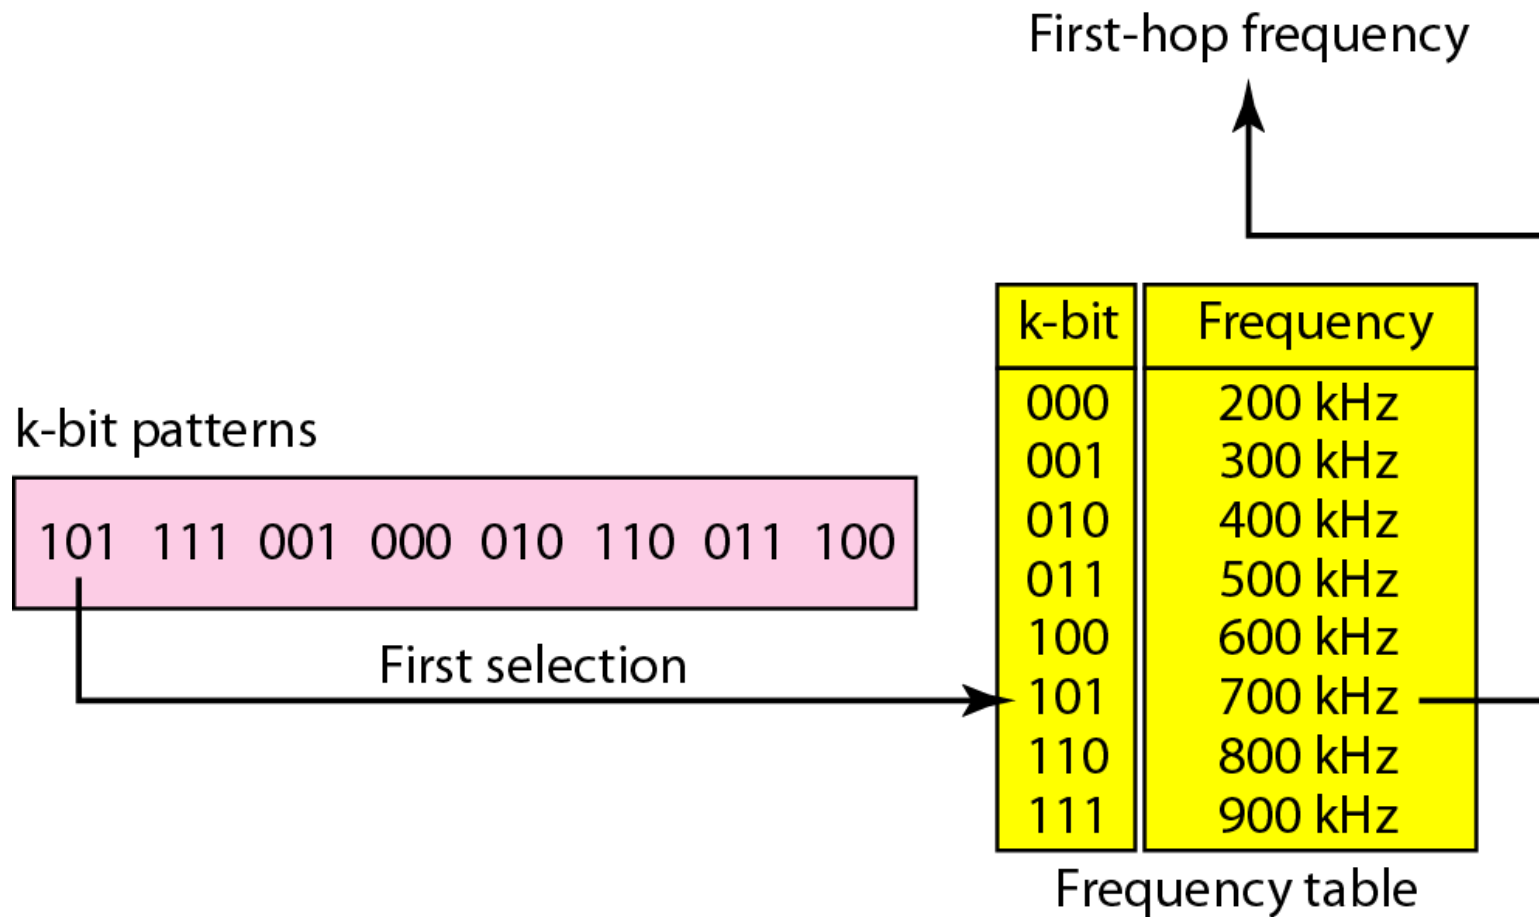 First-hop frequency
k-bit Frequency
000 200 kHz
001 300 kHz
010 400 kHz
011 500 kHz
100 600 kHz
101 700 kHz
110 800 kHz
111 900 kHz
Frequency table
k-bit patterns
101 111 001 000 010 110 011 100
First selection